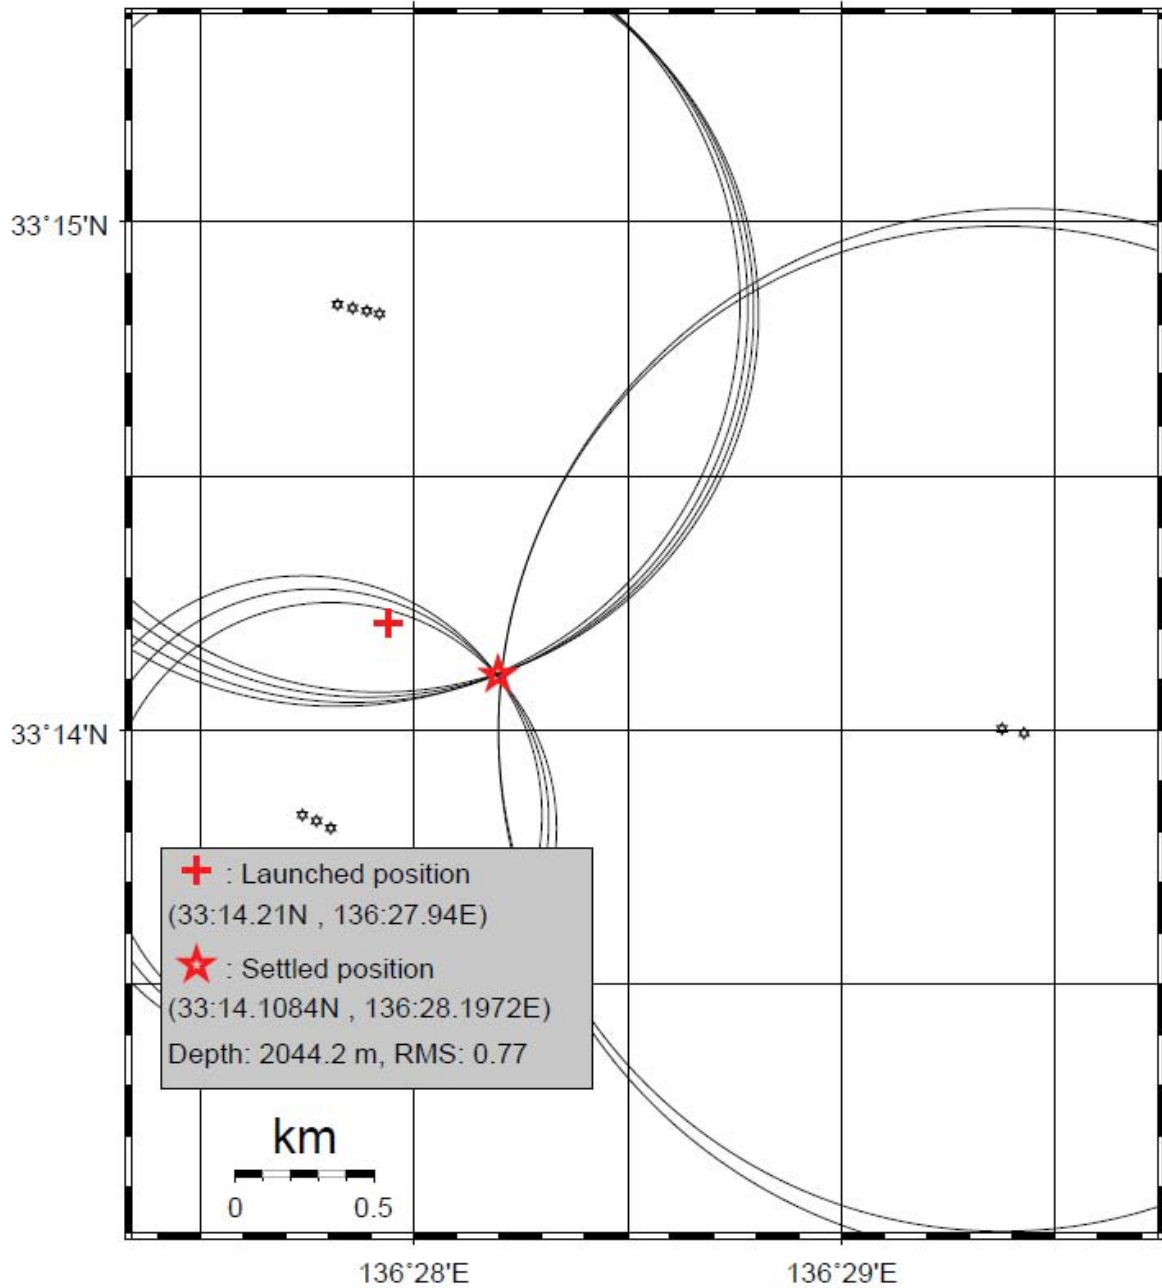 33°15'N
33°14'N
: Launched position
(33:14.21N , 136:27.94E)
: Settled position
(33:14.1084N , 136:28.1972E)
Depth: 2044.2 m, RMS: 0.77
km
0 0.5
136°28'E 136°29'E